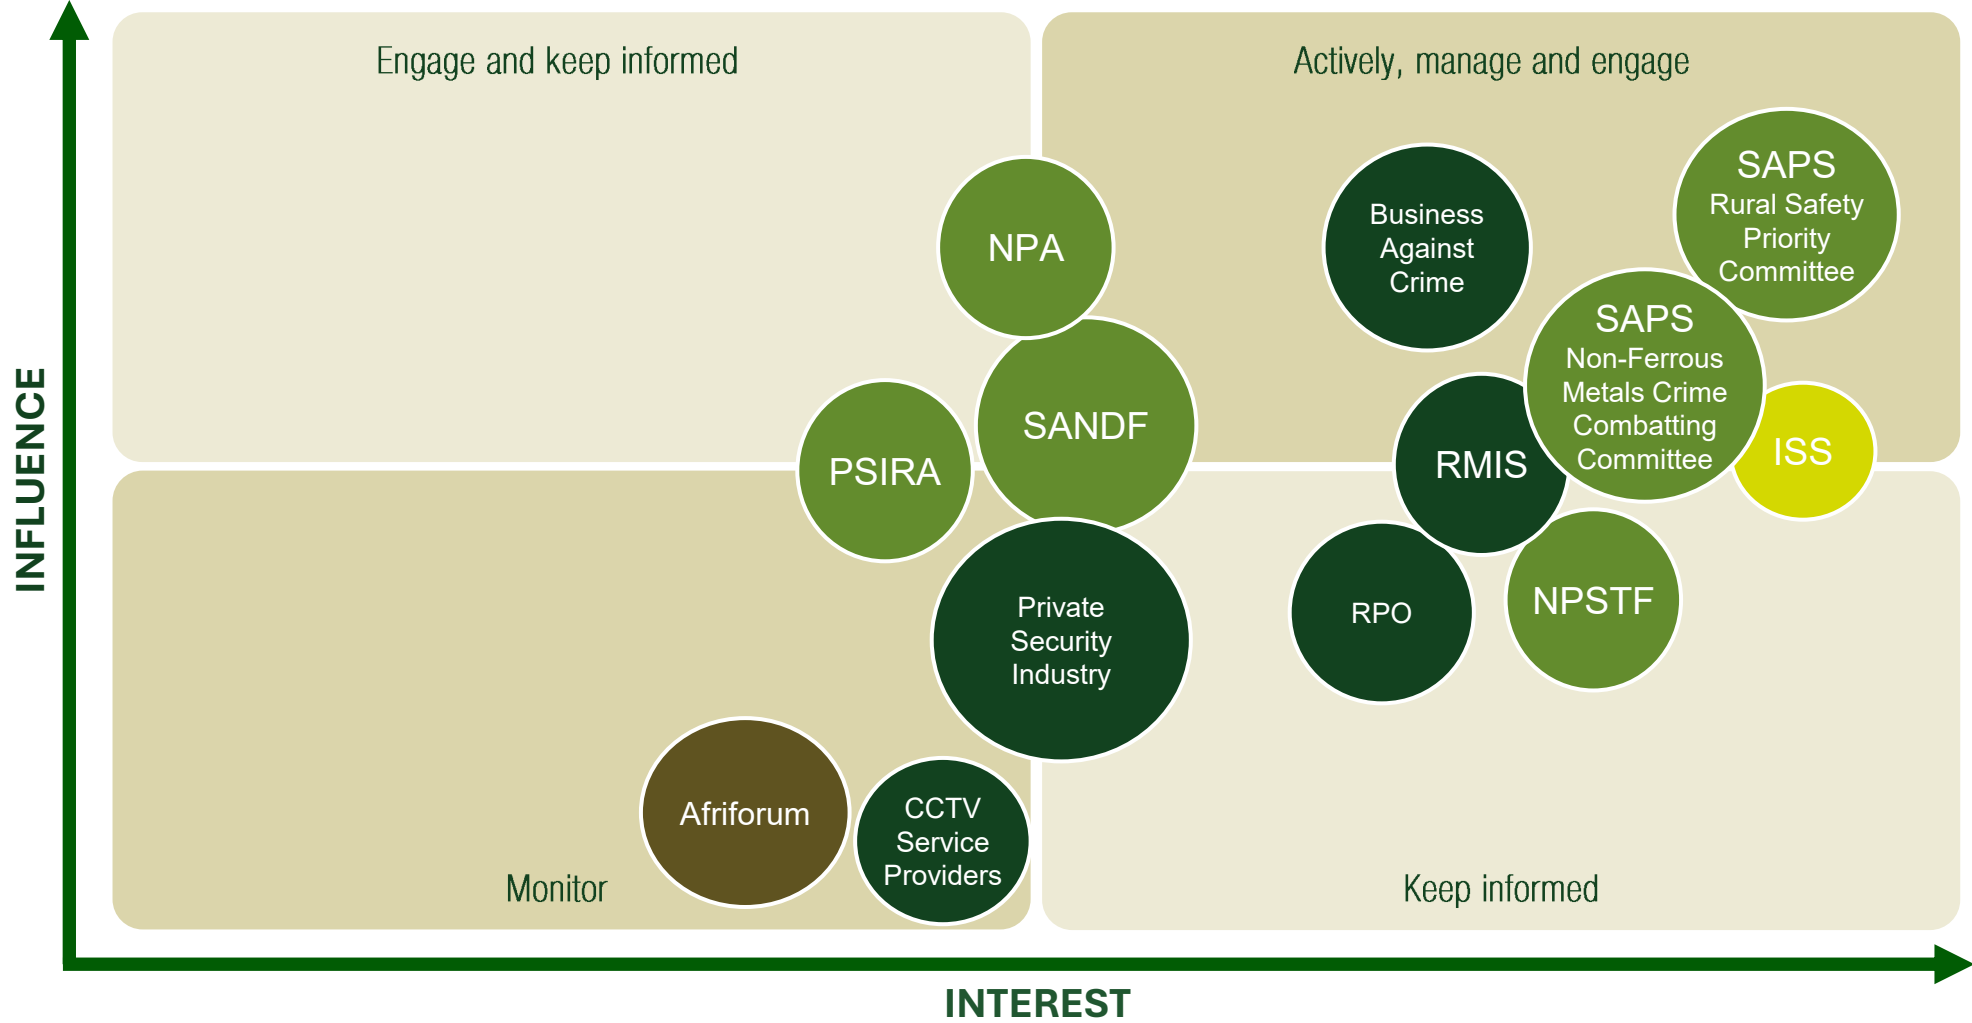 Engage and keep informed
Actively, manage and engage
SAPS
Rural Safety
Priority
Committee
Business
Against
Crime
NPA
SAPS
Non-Ferrous
Metals Crime
Combatting
Committee
SANDF
PSIRA
RMIS
ISS
INFLUENCE
Private
Security
Industry
RPO
NPSTF
Afriforum
CCTV
Service
Providers
Monitor
Keep informed
INTEREST